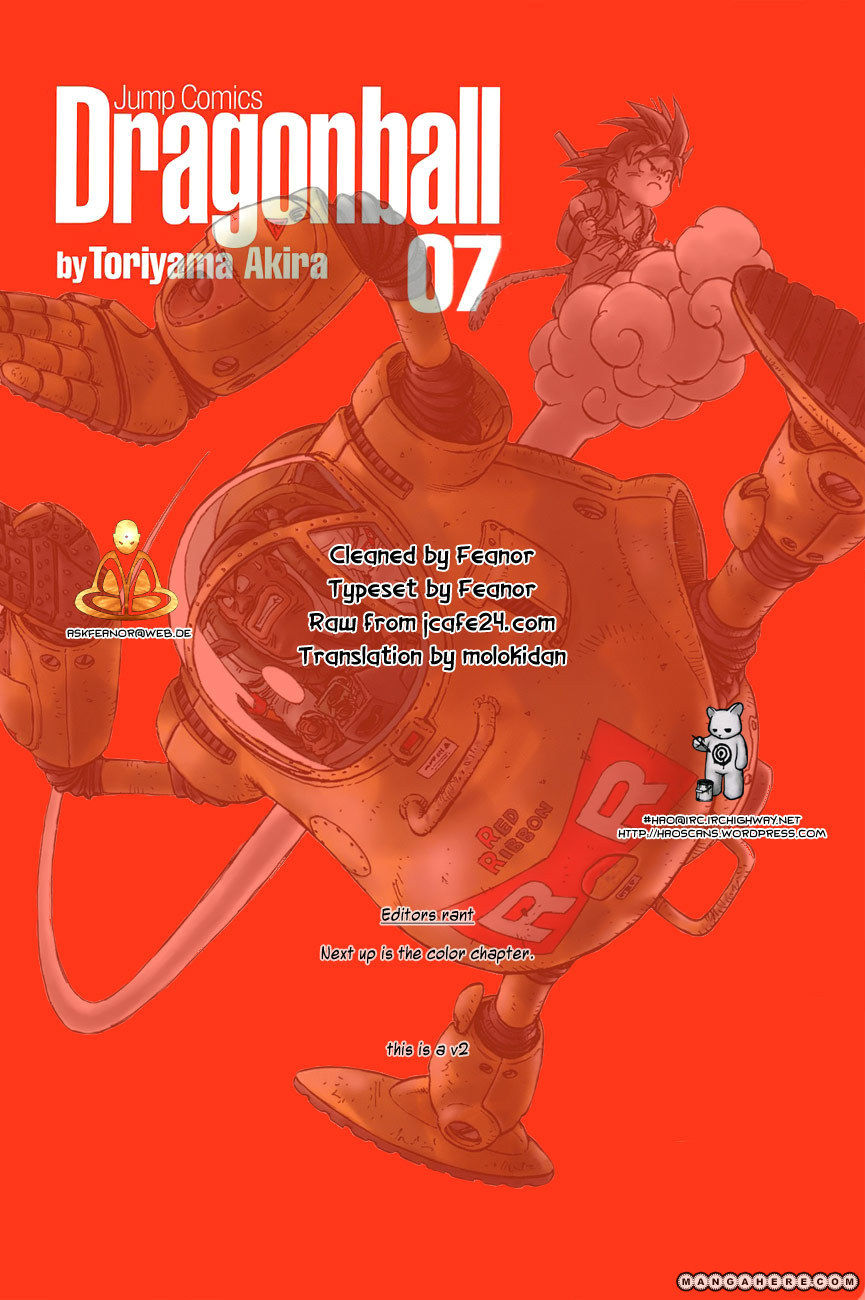 Jump Comics
Dragonball
by Toriyama Akira
07
Cleaned by Feanor
Typeset by Feanor
Raw from jcafe24.com
Translation by molokidan
ASKFEANOR@WEB.DE
#HAO@IRC.IRCHIGHWAY.NET
HTTP://HAOSCANS.WORDPRESS.COM
RED
RIBBON
R R
Editors rant
Next up is the color chapter.
this is a v2
MANGAHERE.COM